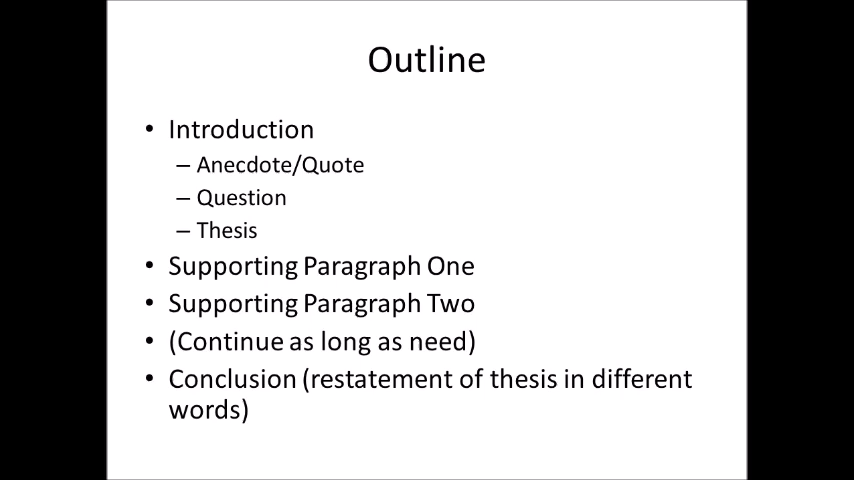 Outline
• Introduction
– Anecdote/Quote
– Question
– Thesis
• Supporting Paragraph One
• Supporting Paragraph Two
• (Continue as long as need)
• Conclusion (restatement of thesis in different
words)